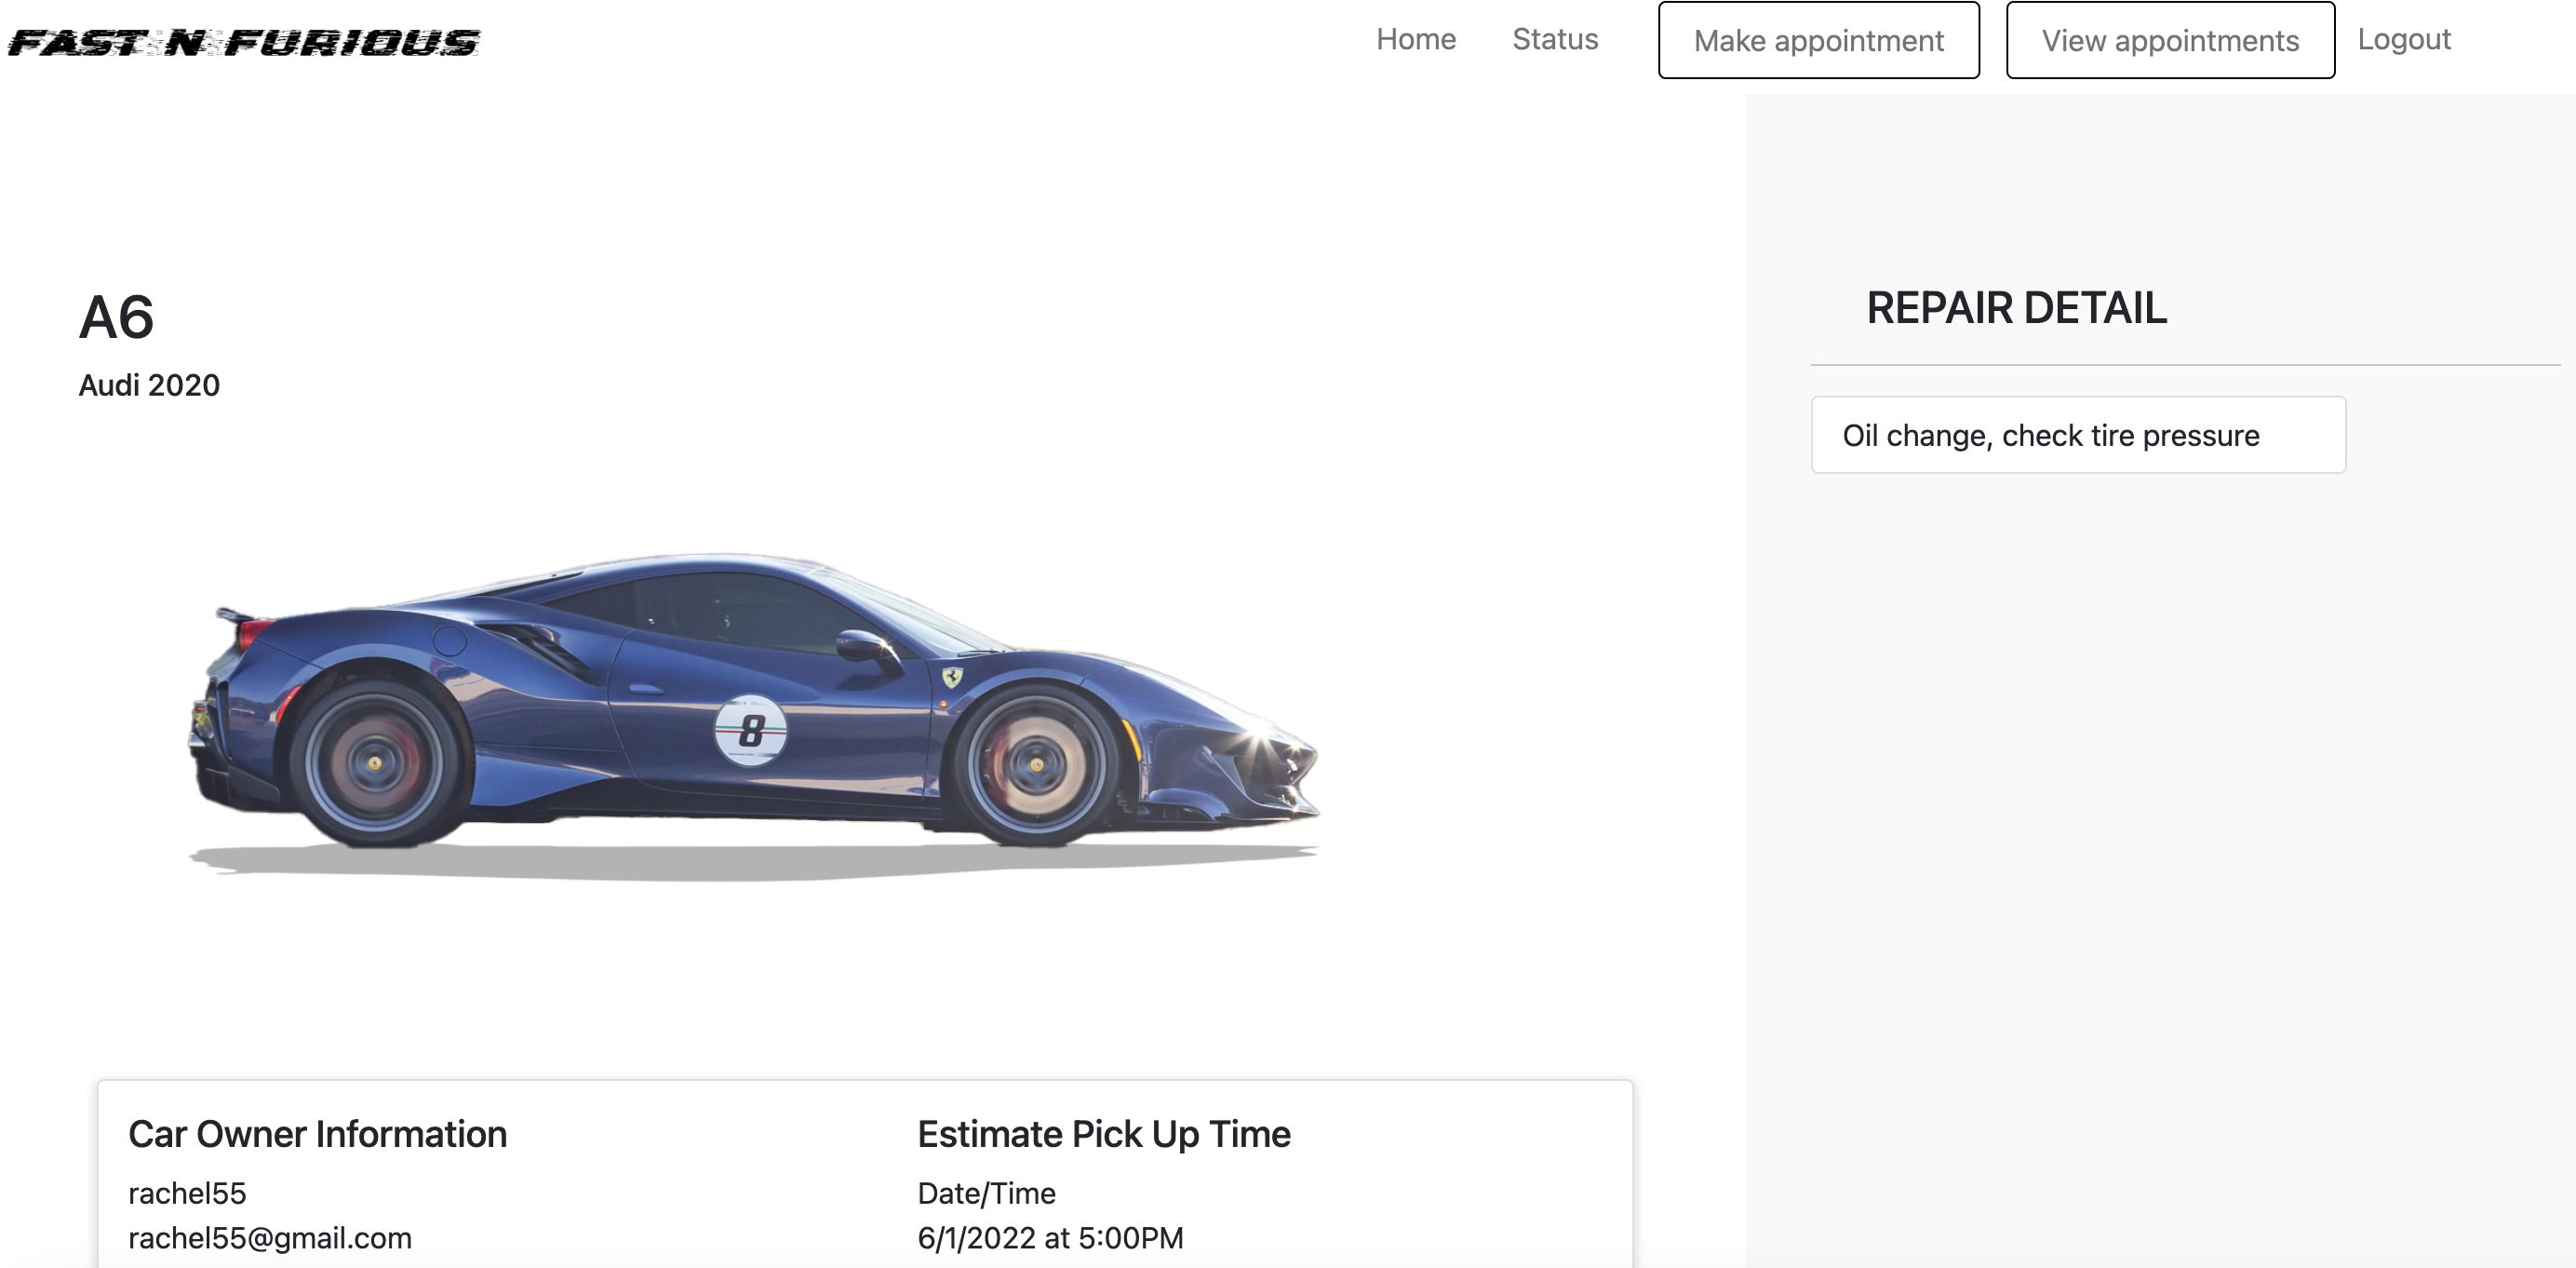 FAST N FURIOUS
Home Status Make appointment View appointments Logout
A6
Audi 2020
8
REPAIR DETAIL
Oil change, check tire pressure
Car Owner Information
rachel55
rachel55@gmail.com
Estimate Pick Up Time
Date/Time
6/1/2022 at 5:00PM